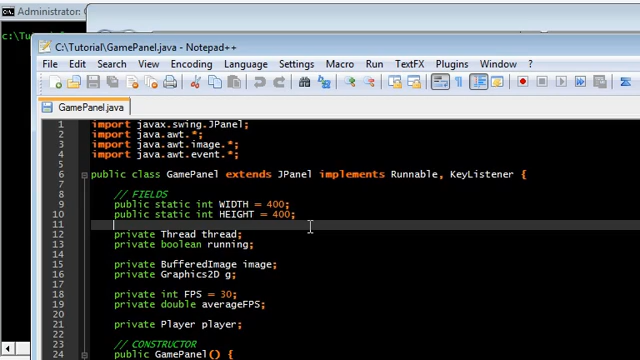 Administrator: C
C:\Tutorial\GamePanel.java - Notepad++
c:\Tut
File Edit Search View Encoding Language Settings Macro Run TextFX Plugins Window ?
GamePanel.java
1 import javax.swing.JPanel;
2 import java.awt.*;
3 import java.awt.image.*;
4 import java.awt.event.*;
5
6 public class GamePanel extends JPanel implements Runnable, KeyListener {
7
8 // FIELDS
9 public static int WIDTH = 400;
10 public static int HEIGHT = 400;
11
12 private Thread thread;
13 private boolean running;
14
15 private BufferedImage image;
16 private Graphics2D g;
17
18 private int FPS = 30;
19 private double averageFPS;
20
21 private Player player;
22
23 // CONSTRUCTOR
24 public GamePanel() {